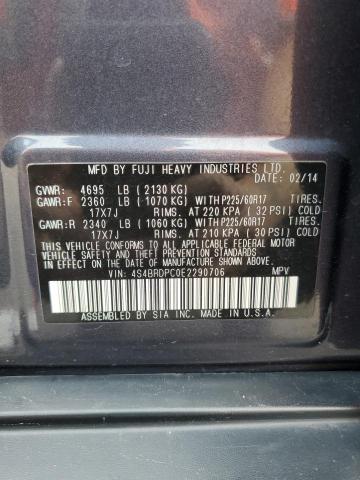 MFD BY FUJI HEAVY INDUSTRIES LTD.
DATE: 02/14
GVWR: 4695 LB ( 2130 KG)
GAWR:F 2360 LB ( 1070 KG) WITH P225/60R17 TIRES.
17X7J RIMS. AT 220 KPA ( 32 PSI) COLD
GAWR:R 2340 LB ( 1060 KG) WITH P225/60R17 TIRES.
17X7J RIMS. AT 210 KPA ( 30 PSI) COLD
THIS VEHICLE CONFORMS TO ALL APPLICABLE FEDERAL MOTOR
VEHICLE SAFETY, BUMPER, AND THEFT PREVENTION
STANDARDS IN EFFECT ON THE DATE OF MANUFACTURE
SHOWN ABOVE.
VIN: 4S4BRDPC0E2290706 MPV
ASSEMBLED BY SIA INC. MADE IN U.S.A.